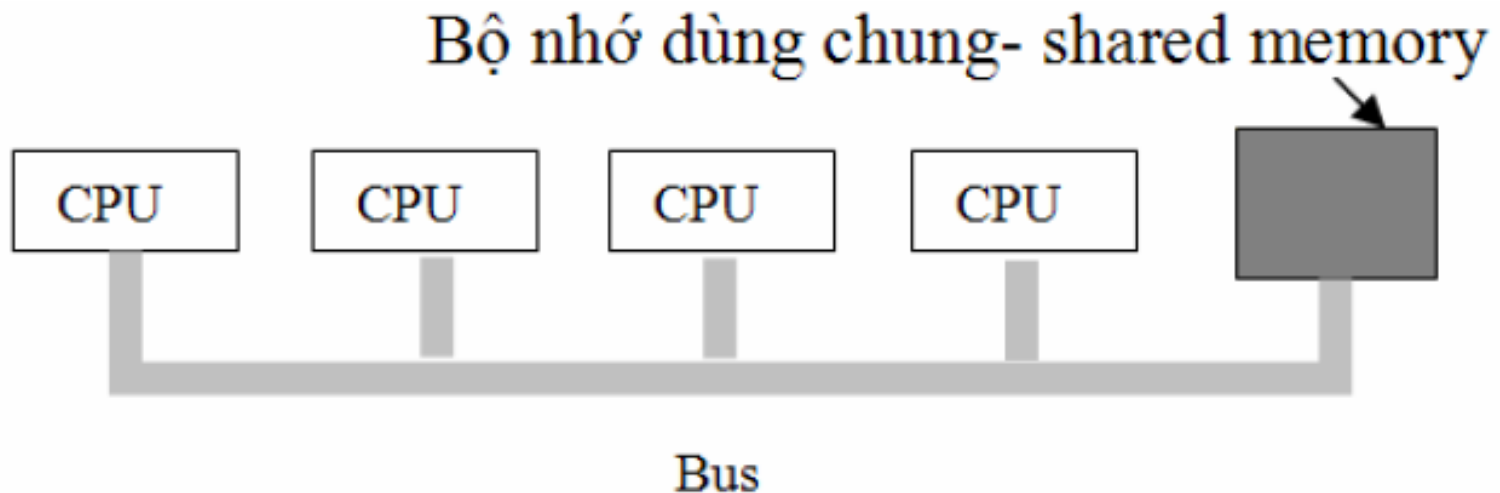 Bộ nhớ dùng chung- shared memory
CPU CPU CPU CPU
Bus